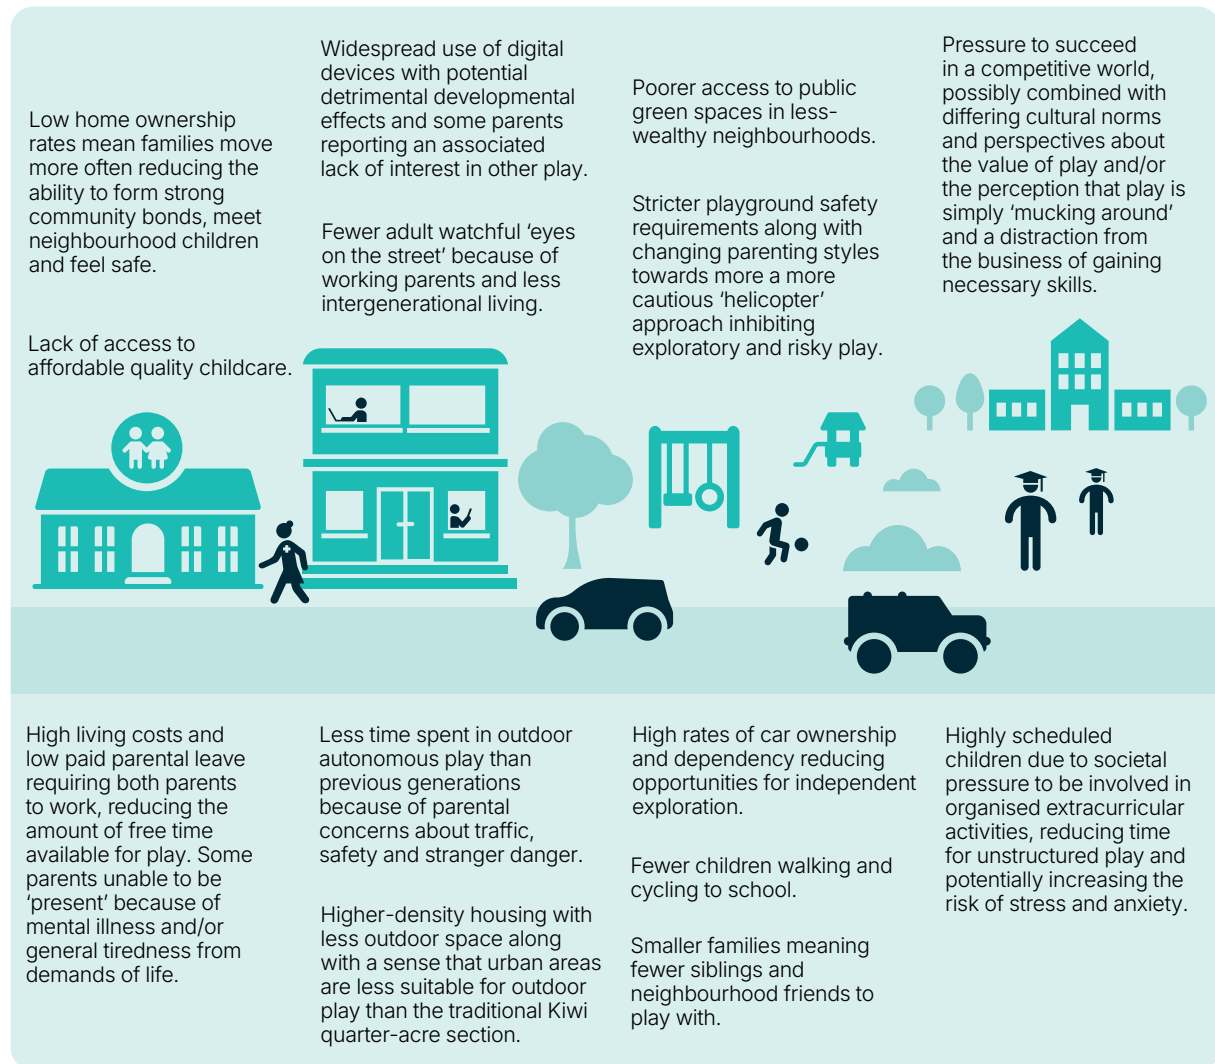 Low home ownership
rates mean families move
more often reducing the
ability to form strong
community bonds, meet
neighbourhood children
and feel safe.
Lack of access to
affordable quality childcare.
Widespread use of digital
devices with potential
detrimental developmental
effects and some parents
reporting an associated
lack of interest in other play.
Fewer adult watchful ‘eyes
on the street’ because of
working parents and less
intergenerational living.
Poorer access to public
green spaces in less-
wealthy neighbourhoods.
Stricter playground safety
requirements along with
changing parenting styles
towards more a more
cautious ‘helicopter’
approach inhibiting
exploratory and risky play.
Pressure to succeed
in a competitive world,
possibly combined with
differing cultural norms
and perspectives about
the value of play and/or
the perception that play is
simply ‘mucking around’
and a distraction from
the business of gaining
necessary skills.
High living costs and
low paid parental leave
requiring both parents
to work, reducing the
amount of free time
available for play. Some
parents unable to be
‘present’ because of
mental illness and/or
general tiredness from
demands of life.
Less time spent in outdoor
autonomous play than
previous generations
because of parental
concerns about traffic,
safety and stranger danger.
Higher-density housing with
less outdoor space along
with a sense that urban areas
are less suitable for outdoor
play than the traditional Kiwi
quarter-acre section.
High rates of car ownership
and dependency reducing
opportunities for independent
exploration.
Fewer children walking and
cycling to school.
Smaller families meaning
fewer siblings and
neighbourhood friends to
play with.
Highly scheduled
children due to societal
pressure to be involved in
organised extracurricular
activities, reducing time
for unstructured play and
potentially increasing the
risk of stress and anxiety.